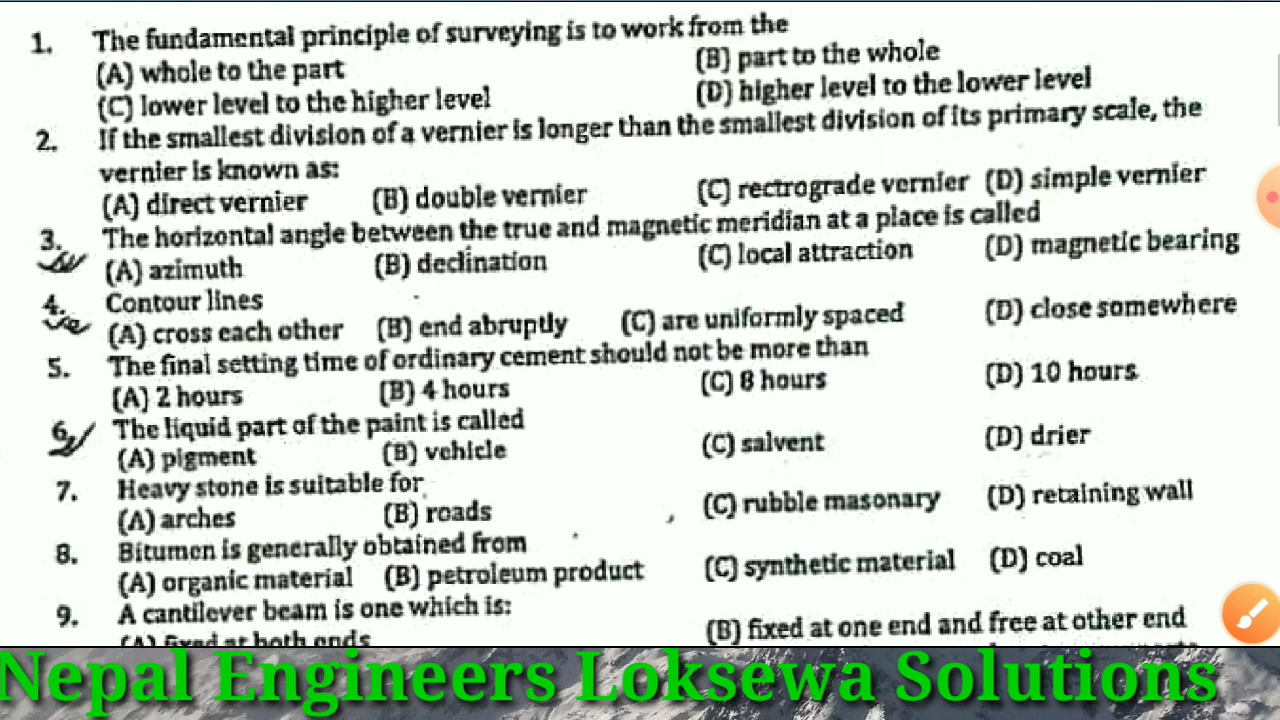 1. The fundamental principle of surveying is to work from the
(A) whole to the part (B) part to the whole
(C) lower level to the higher level (D) higher level to the lower level
2. If the smallest division of a vernier is longer than the smallest division of its primary scale, the
vernier is known as:
(A) direct vernier (B) double vernier (C) rectrograde vernier (D) simple vernier
3. The horizontal angle between the true and magnetic meridian at a place is called
(A) azimuth (B) declination (C) local attraction (D) magnetic bearing
4. Contour lines
(A) cross each other (B) end abruptly (C) are uniformly spaced (D) close somewhere
5. The final setting time of ordinary cement should not be more than
(A) 2 hours (B) 4 hours (C) 8 hours (D) 10 hours
6. The liquid part of the paint is called
(A) pigment (B) vehicle (C) salvent (D) drier
7. Heavy stone is suitable for
(A) arches (B) roads (C) rubble masonary (D) retaining wall
8. Bitumen is generally obtained from
(A) organic material (B) petroleum product (C) synthetic material (D) coal
9. A cantilever beam is one which is:
(A) fixed at both ends (B) fixed at one end and free at other end
Nepal Engineers Loksewa Solutions